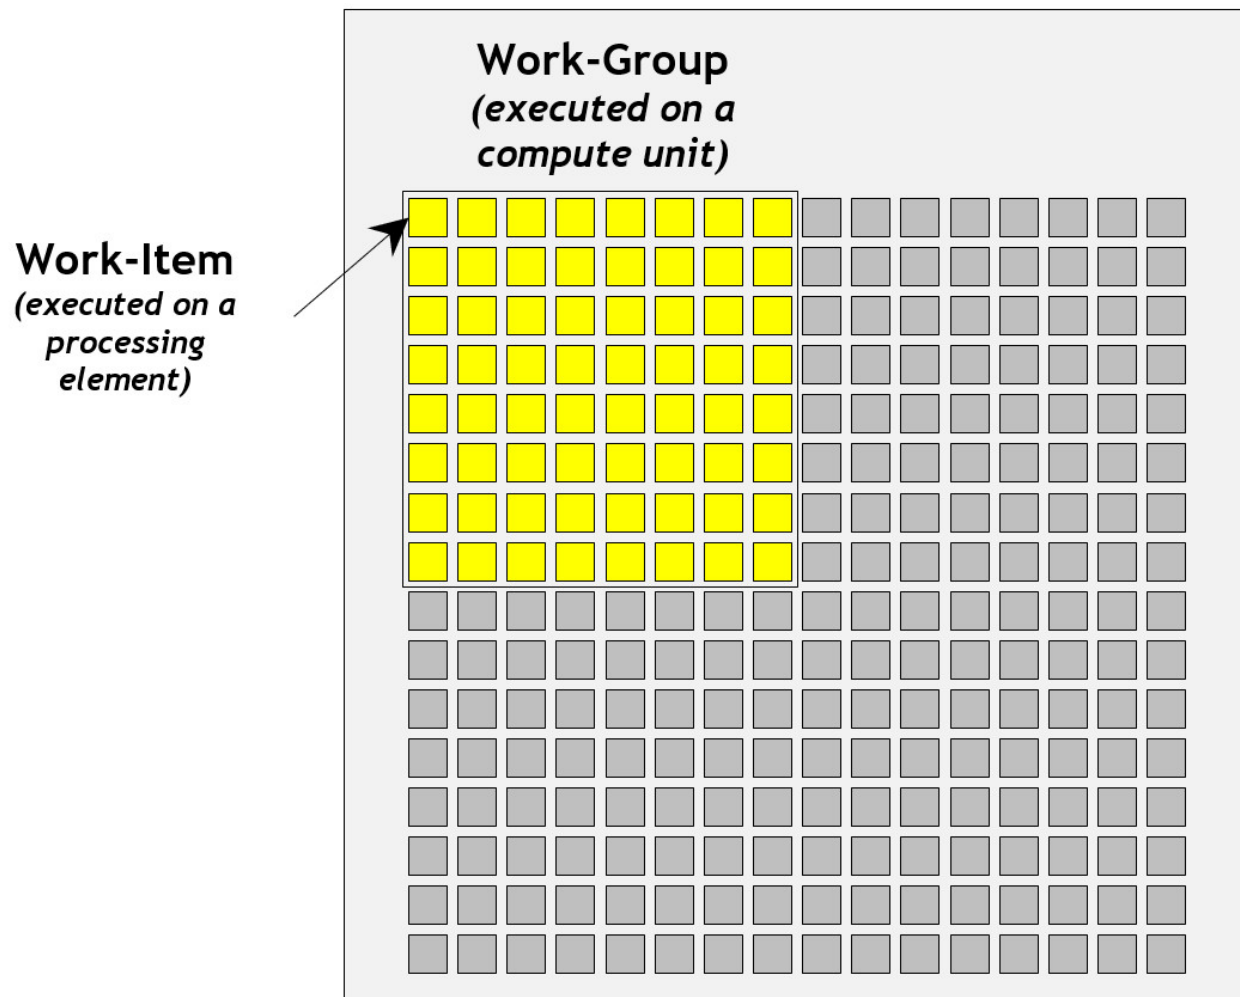 Work-Group
(executed on a
compute unit)
Work-Item
(executed on a
processing
element)